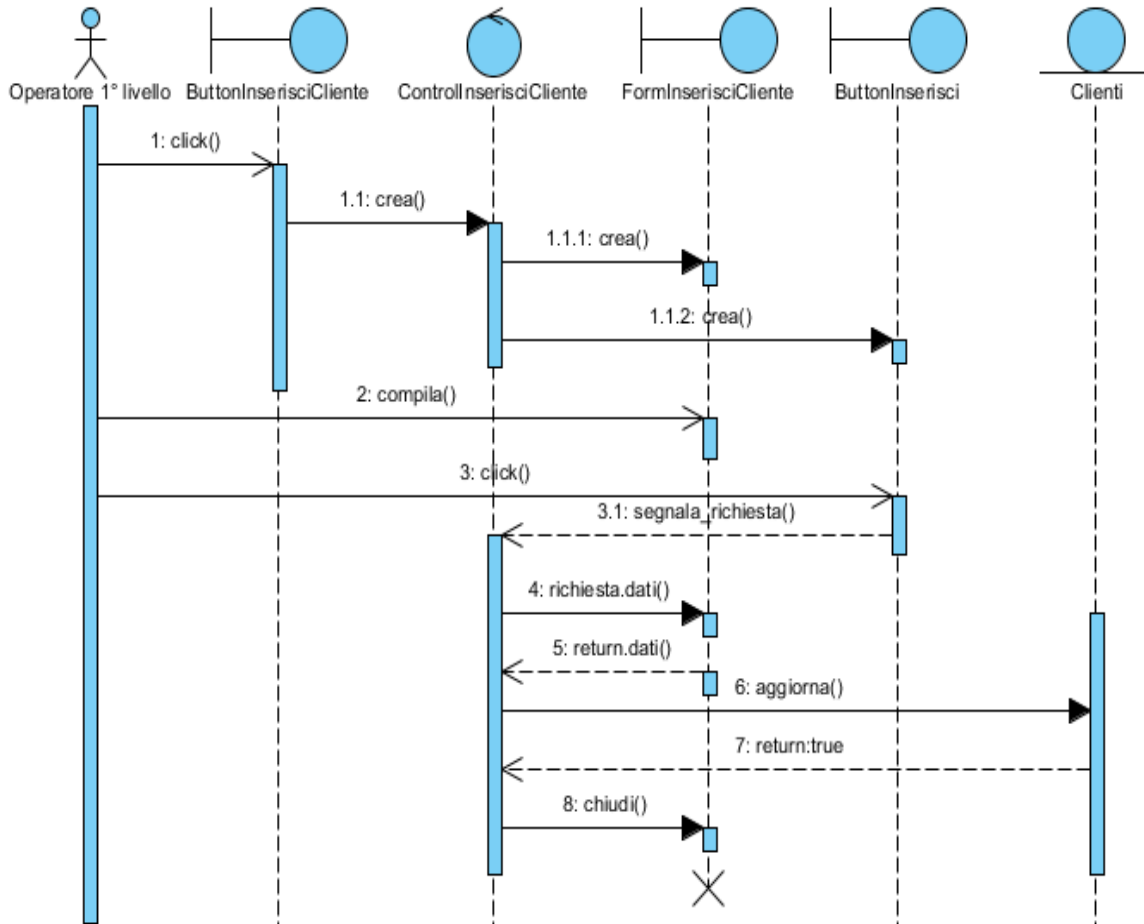 Operatore 1° livello
ButtonInserisciCliente
ControlInserisciCliente
FormInserisciCliente
ButtonInserisci
Clienti
1: click()
1.1: crea()
1.1.1: crea()
1.1.2: crea()
2: compila()
3: click()
3.1: segnala_richiesta()
4: richiesta.dati()
5: return.dati()
6: aggiorna()
7: return:true
8: chiudi()